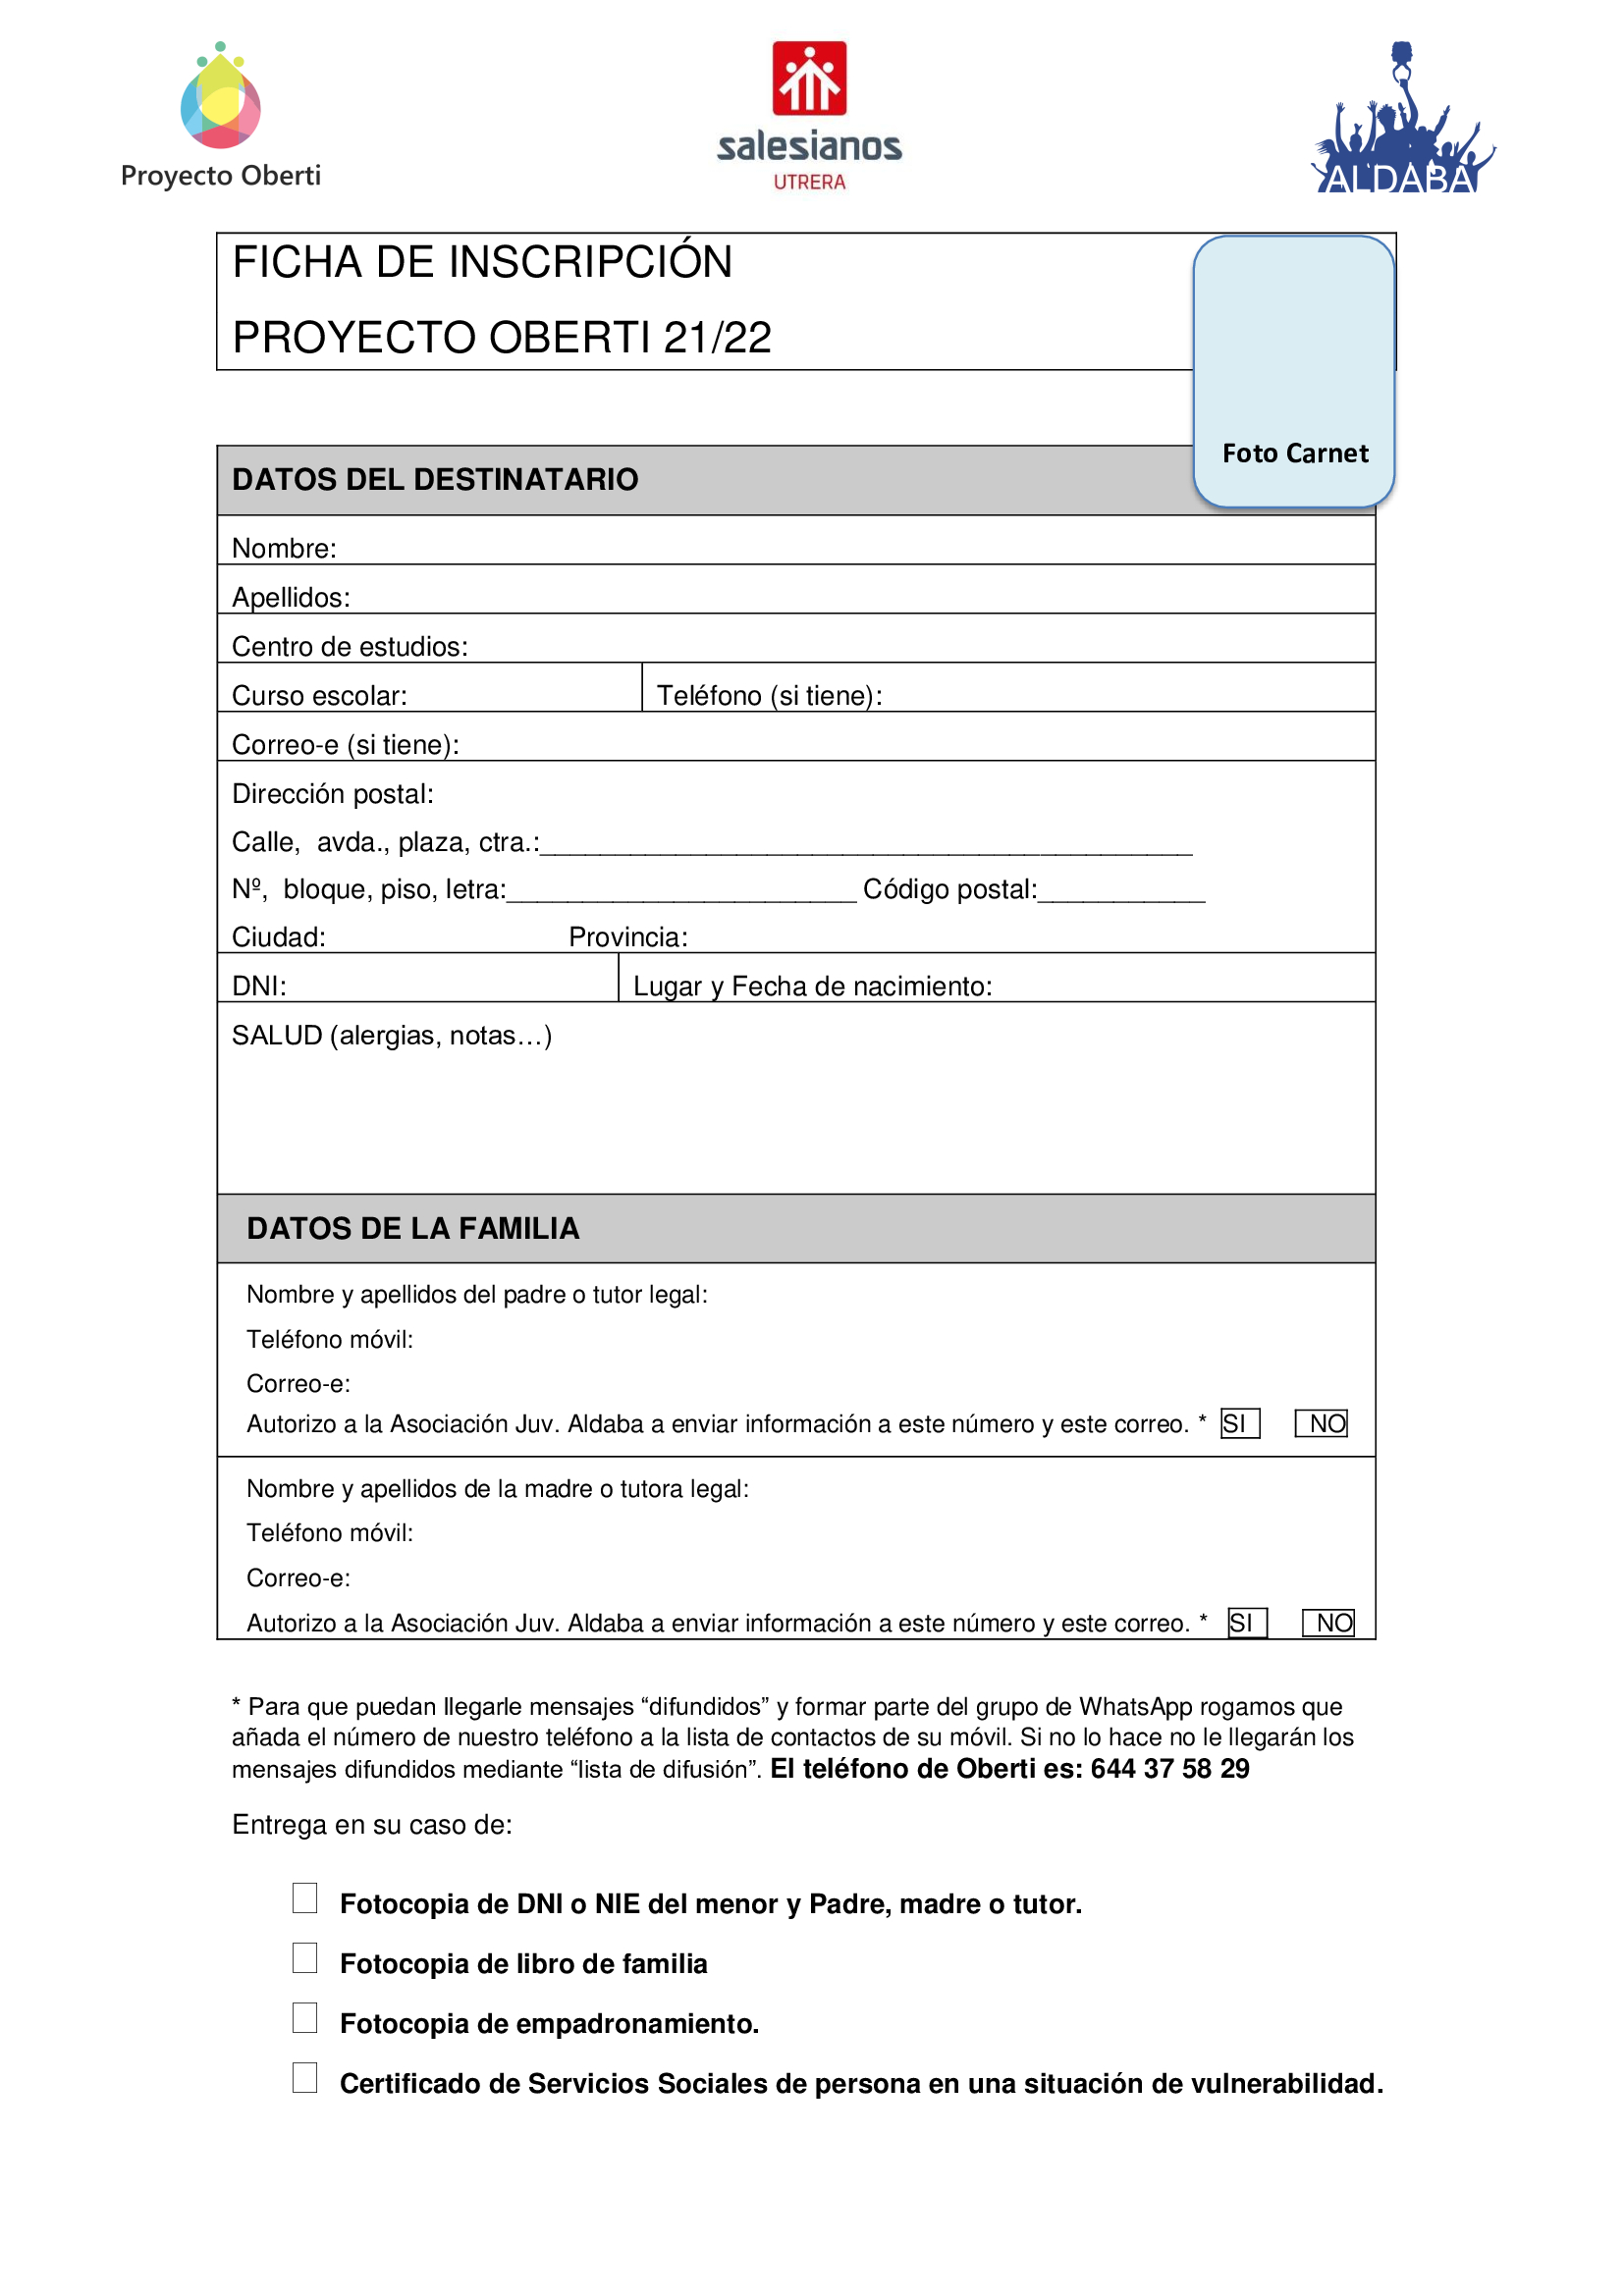 Proyecto Oberti
salesianos
UTRERA
ALDABA
FICHA DE INSCRIPCIÓN
PROYECTO OBERTI 21/22
Foto Carnet
DATOS DEL DESTINATARIO
Nombre:
Apellidos:
Centro de estudios:
Curso escolar: Teléfono (si tiene):
Correo-e (si tiene):
Dirección postal:
Calle, avda., plaza, ctra.:___________________________________________
Nº, bloque, piso, letra:_______________________ Código postal:___________
Ciudad: Provincia:
DNI: Lugar y Fecha de nacimiento:
SALUD (alergias, notas…)
DATOS DE LA FAMILIA
Nombre y apellidos del padre o tutor legal:
Teléfono móvil:
Correo-e:
Autorizo a la Asociación Juv. Aldaba a enviar información a este número y este correo. * SI NO
Nombre y apellidos de la madre o tutora legal:
Teléfono móvil:
Correo-e:
Autorizo a la Asociación Juv. Aldaba a enviar información a este número y este correo. * SI NO
* Para que puedan llegarle mensajes “difundidos” y formar parte del grupo de WhatsApp rogamos que
añada el número de nuestro teléfono a la lista de contactos de su móvil. Si no lo hace no le llegarán los
mensajes difundidos mediante “lista de difusión”. El teléfono de Oberti es: 644 37 58 29
Entrega en su caso de:
Fotocopia de DNI o NIE del menor y Padre, madre o tutor.
Fotocopia de libro de familia
Fotocopia de empadronamiento.
Certificado de Servicios Sociales de persona en una situación de vulnerabilidad.